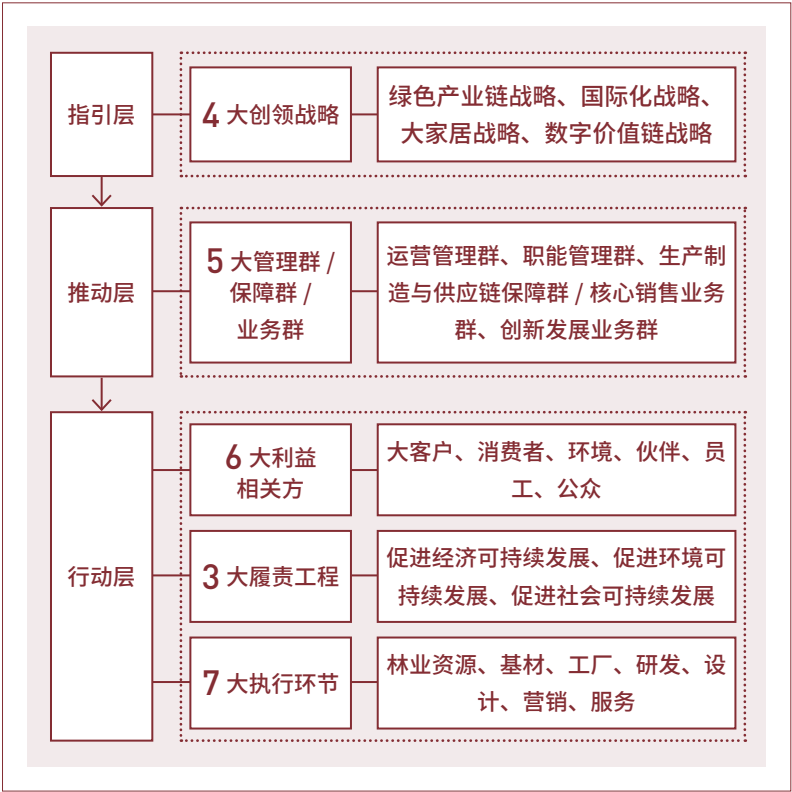 指引层
4 大创领战略
绿色产业链战略、国际化战略、
大家居战略、数字价值链战略
推动层
5 大管理群 /
保障群 /
业务群
运营管理群、职能管理群、生产制
造与供应链保障群 / 核心销售业务
群、创新发展业务群
行动层
6 大利益
相关方
大客户、消费者、环境、伙伴、员
工、公众
3 大履责工程
促进经济可持续发展、促进环境可
持续发展、促进社会可持续发展
7 大执行环节
林业资源、基材、工厂、研发、设
计、营销、服务